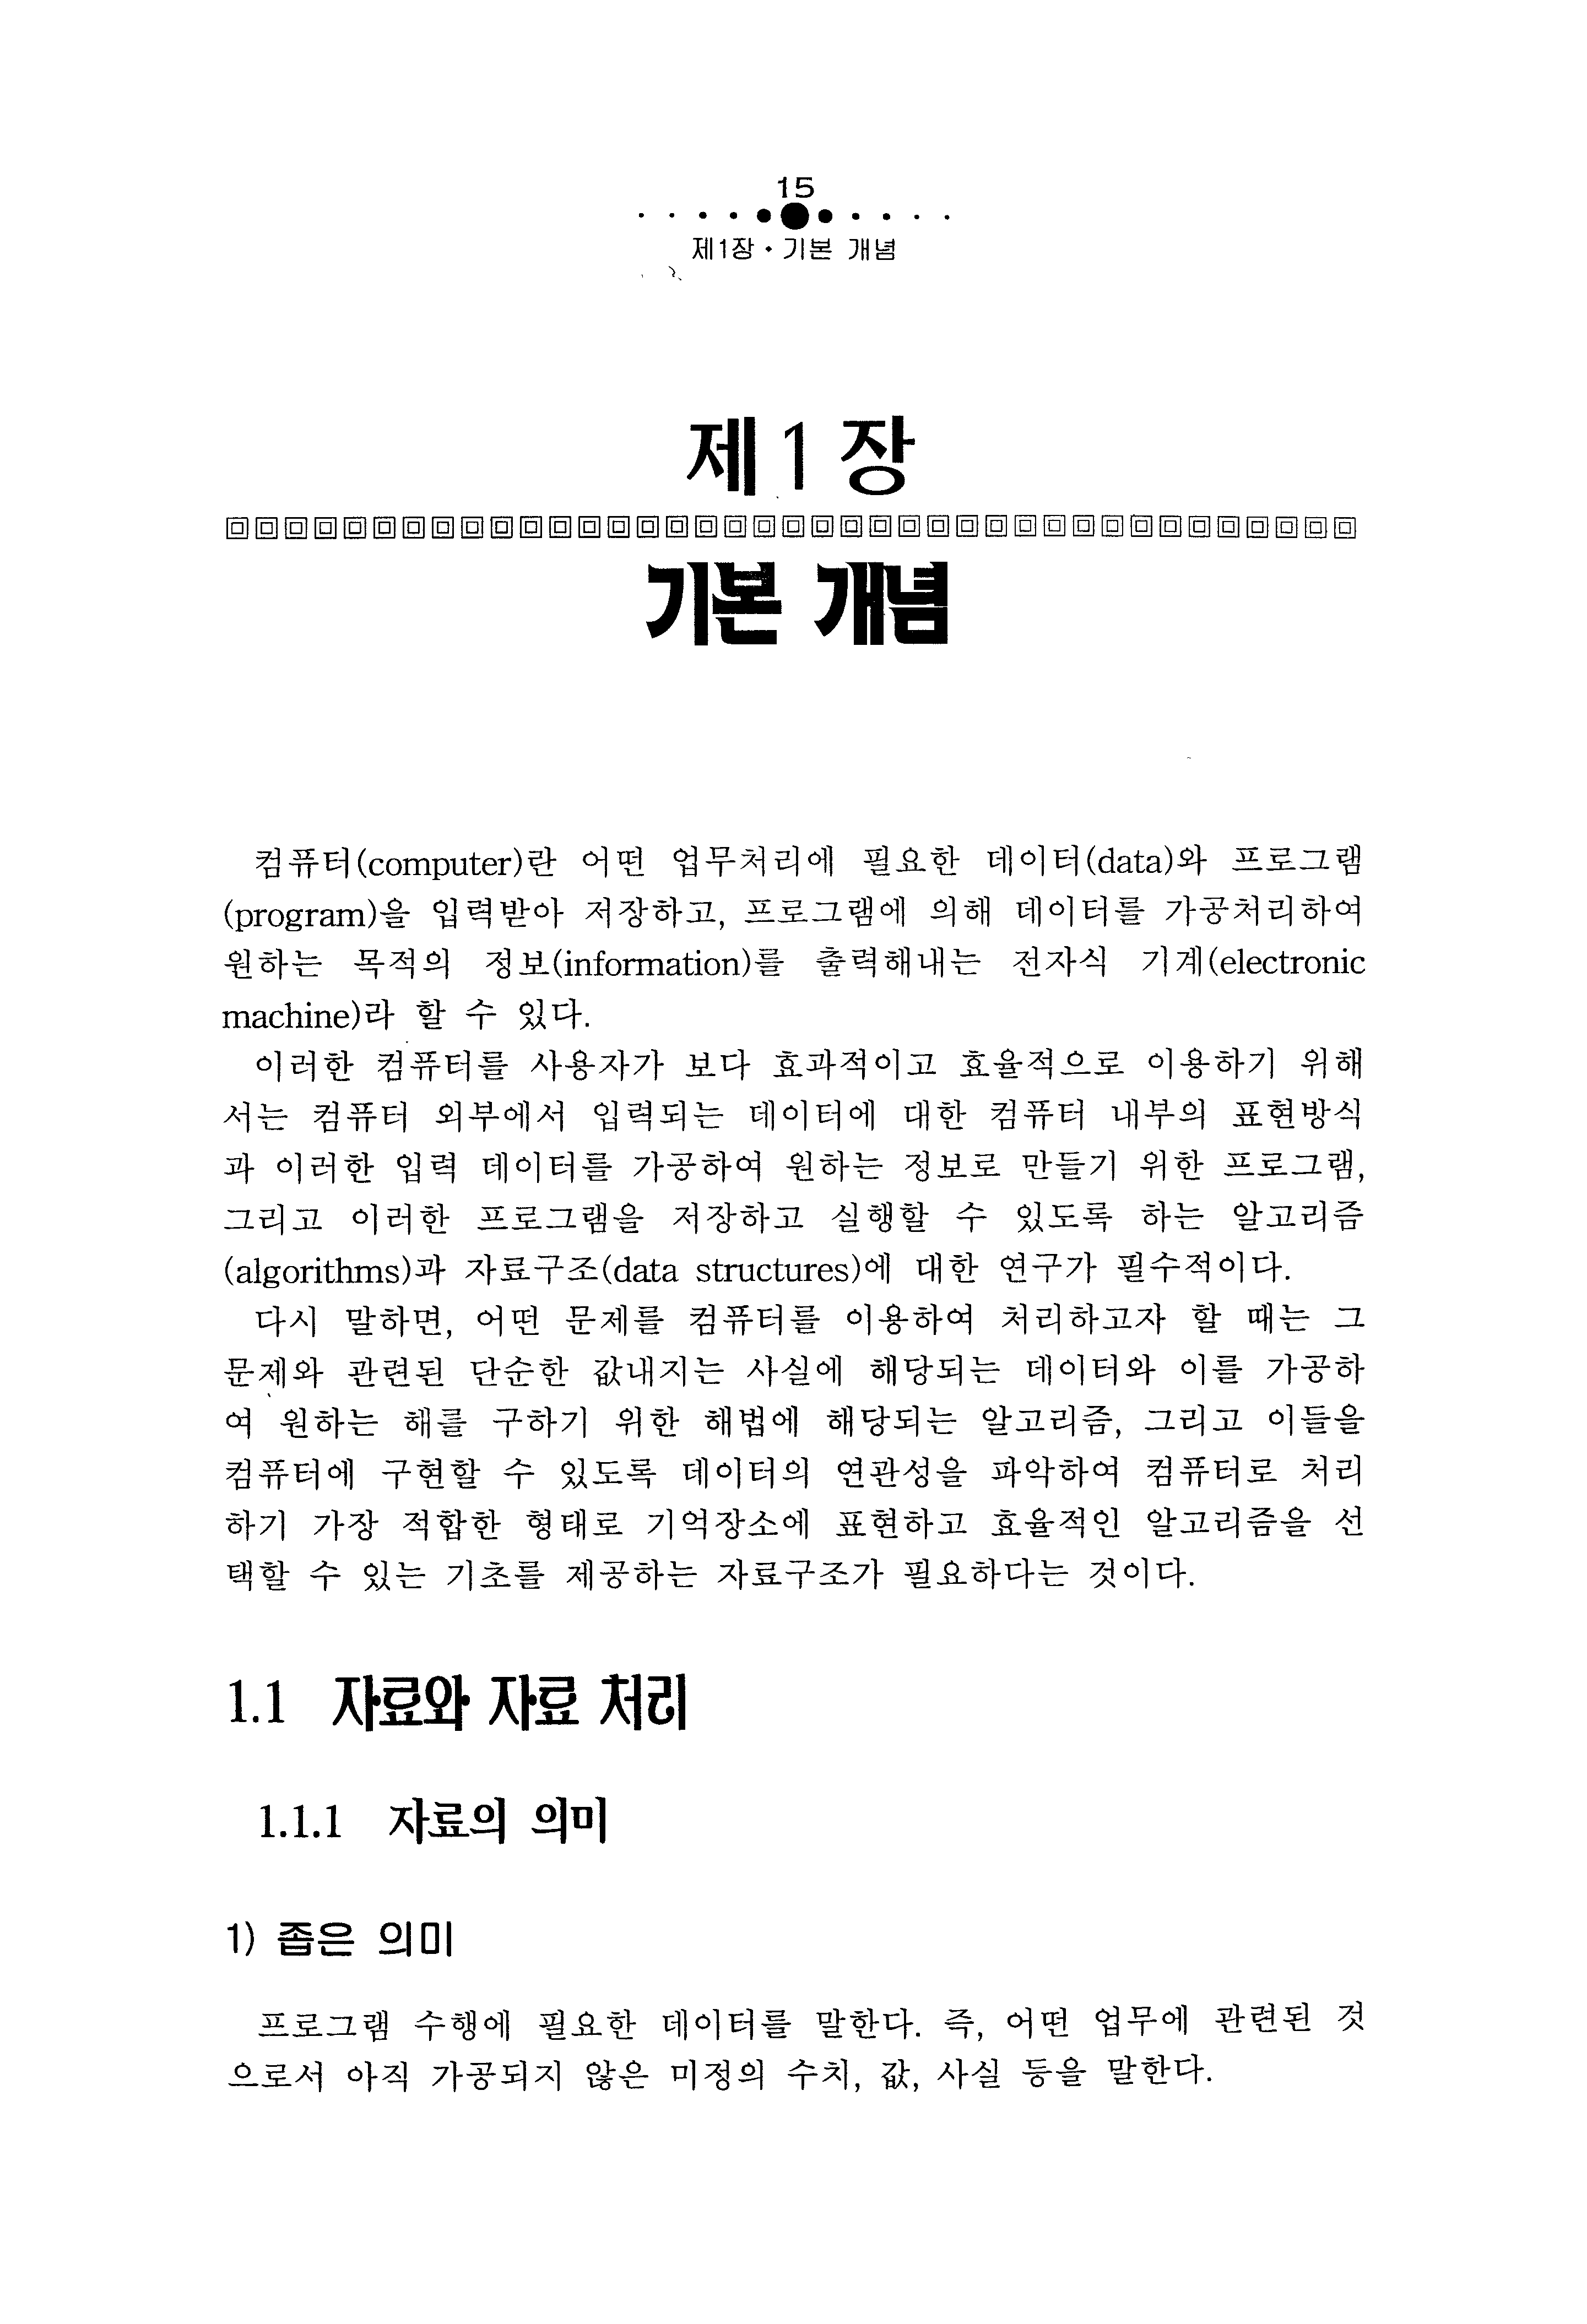 15
제1장 • 기본 개념
제 1 장
기본 개념
컴퓨터(computer)란 어떤 업무처리에 필요한 데이터(data)와 프로그램
(program)을 입력받아 저장하고, 프로그램에 의해 데이터를 가공처리하여
원하는 목적의 정보(information)를 출력해내는 전자식 기계(electronic
machine)라 할 수 있다.
이러한 컴퓨터를 사용자가 보다 효과적이고 효율적으로 이용하기 위해
서는 컴퓨터 외부에서 입력되는 데이터에 대한 컴퓨터 내부의 표현방식
과 이러한 입력 데이터를 가공하여 원하는 정보로 만들기 위한 프로그램,
그리고 이러한 프로그램을 저장하고 실행할 수 있도록 하는 알고리즘
(algorithms)과 자료구조(data structures)에 대한 연구가 필수적이다.
다시 말하면, 어떤 문제를 컴퓨터를 이용하여 처리하고자 할 때는 그
문제와 관련된 단순한 값내지는 사실에 해당되는 데이터와 이를 가공하
여 원하는 해를 구하기 위한 해법에 해당되는 알고리즘, 그리고 이들을
컴퓨터에 구현할 수 있도록 데이터의 연관성을 파악하여 컴퓨터로 처리
하기 가장 적합한 형태로 기억장소에 표현하고 효율적인 알고리즘을 선
택할 수 있는 기초를 제공하는 자료구조가 필요하다는 것이다.
1.1 자료와 자료 처리
1.1.1 자료의 의미
1) 좁은 의미
프로그램 수행에 필요한 데이터를 말한다. 즉, 어떤 업무에 관련된 것
으로서 아직 가공되지 않은 미정의 수치, 값, 사실 등을 말한다.